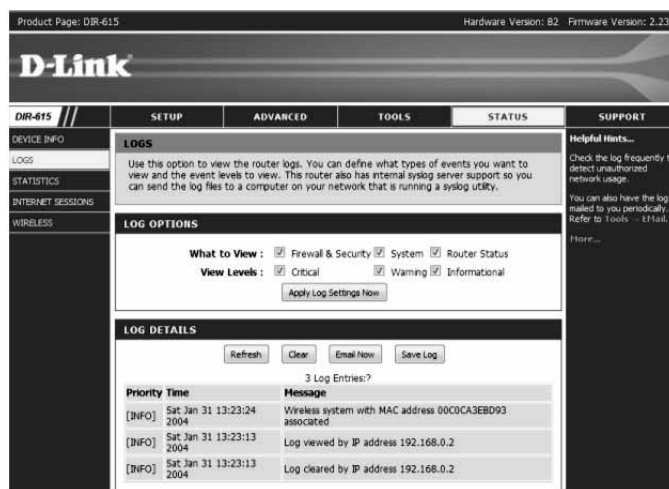 Product Page: DIR-615
Hardware Version: B2 Firmware Version: 2.23
D-Link
DIR-615
SETUP
ADVANCED
TOOLS
STATUS
SUPPORT
DEVICE INFO
LOGS
STATISTICS
INTERNET SESSIONS
WIRELESS
LOGS
Use this option to view the router logs. You can define what types of events you want to
view and the event levels to view. This router also has internal syslog server support so you
can send the log files to a computer on your network that is running a syslog utility.
LOG OPTIONS
What to View : Firewall & Security System Router Status
View Levels : Critical Warning Informational
Apply Log Settings Now
LOG DETAILS
Refresh Clear Email Now Save Log
3 Log Entries:?
Priority Time Message
[INFO] Sat Jan 31 13:23:24 2004 Wireless system with MAC address 00C0CA3EBD93 associated
[INFO] Sat Jan 31 13:23:13 2004 Log viewed by IP address 192.168.0.2
[INFO] Sat Jan 31 13:23:13 2004 Log cleared by IP address 192.168.0.2
Helpful Hints...
Check the log frequently
detect unauthorized
network usage.
You can also have the log
mailed to you periodically.
Refer to Tools → EMail.
More...